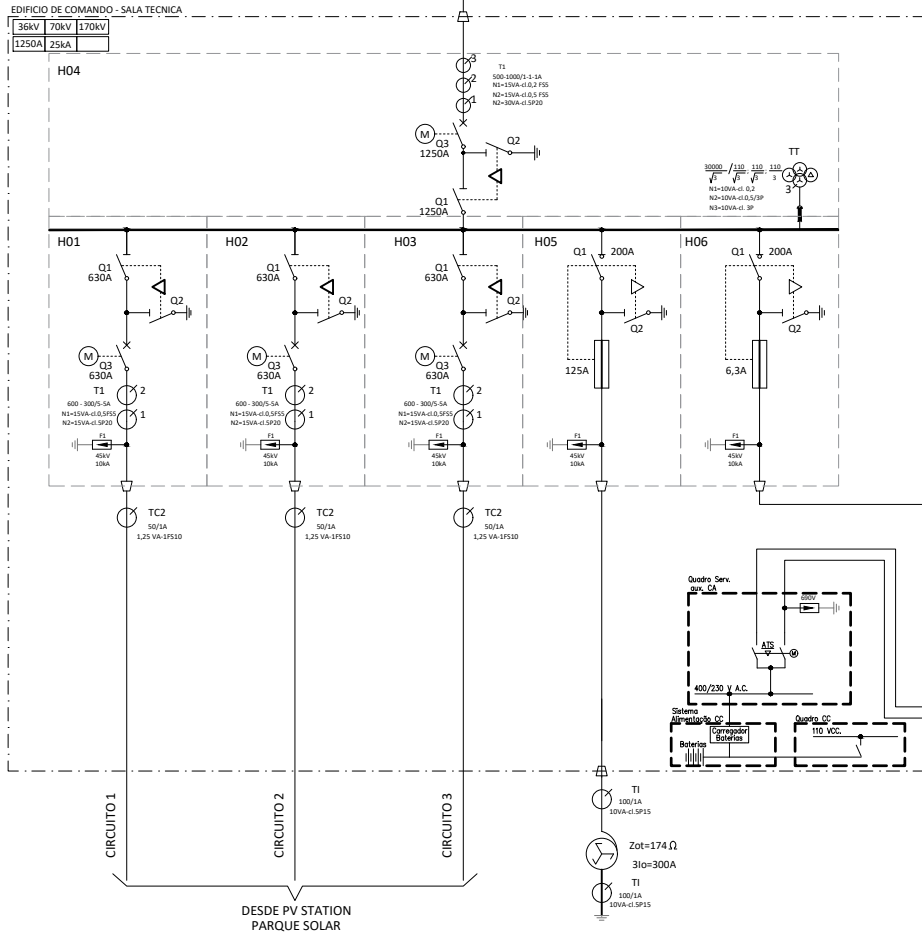 EDIFICIO DE COMANDO - SALA TECNICA
36kV 70kV 170kV
1250A 25kA
H04
3
2
1
T1
500-1000/1-1-1A
N1=15VA-cl.0,2 FS5
N2=15VA-cl.0,5 FS5
N2=30VA-cl.5P20
M
Q3
1250A
Q2
Q1
1250A
TT
30000/√3 / 110/√3 : 110/√3 : 110/3
3
N1=10VA-cl. 0,2
N2=10VA-cl.0,5/3P
N3=10VA-cl. 3P
H01
Q1
630A
Q2
M
Q3
630A
T1
2
600 - 300/5-5A
N1=15VA-cl.0,5FS5
N2=15VA-cl.5P20
1
F1
45kV
10kA
TC2
50/1A
1,25 VA-1FS10
CIRCUITO 1
H02
Q1
630A
Q2
M
Q3
630A
T1
2
600 - 300/5-5A
N1=15VA-cl.0,5FS5
N2=15VA-cl.5P20
1
F1
45kV
10kA
TC2
50/1A
1,25 VA-1FS10
CIRCUITO 2
H03
Q1
630A
Q2
M
Q3
630A
T1
2
600 - 300/5-5A
N1=15VA-cl.0,5FS5
N2=15VA-cl.5P20
1
F1
45kV
10kA
TC2
50/1A
1,25 VA-1FS10
CIRCUITO 3
DESDE PV STATION
PARQUE SOLAR
H05
Q1 200A
Q2
125A
F1
45kV
10kA
TI
100/1A
10VA-cl.5P15
Zot=174 Ω
3Io=300A
TI
100/1A
10VA-cl.5P15
H06
Q1 200A
Q2
6,3A
F1
45kV
10kA
Quadro Serv.
aux. CA
690V
ATS
M
400/230 V A.C.
Sistema
Alimentação CC
Carregador
Baterias
Baterias
Quadro CC
110 VCC.